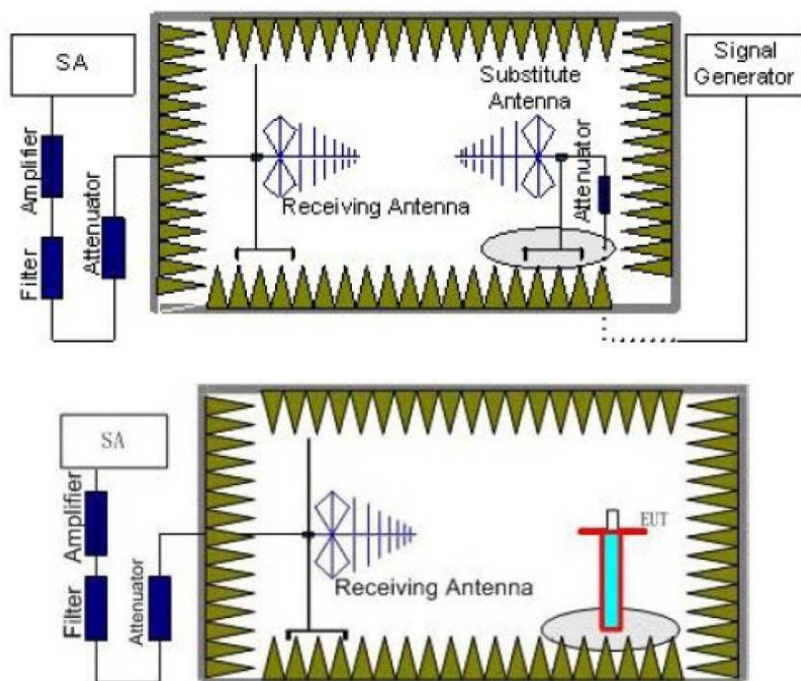 SA
Signal
Generator
Substitute
Antenna
Amplifier
Attenuator
Attenuator
Receiving Antenna
Filter
SA
Amplifier
EUT
Filter
Attenuator
Receiving Antenna